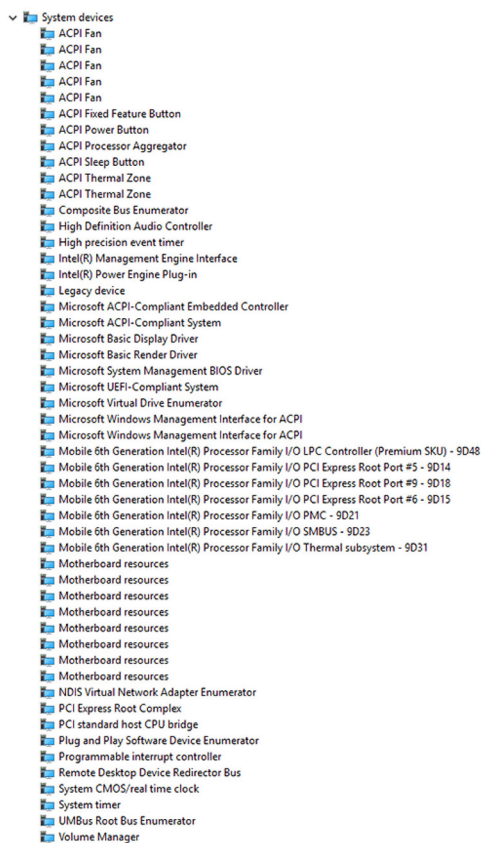 System devices
ACPI Fan
ACPI Fan
ACPI Fan
ACPI Fan
ACPI Fan
ACPI Fixed Feature Button
ACPI Power Button
ACPI Processor Aggregator
ACPI Sleep Button
ACPI Thermal Zone
ACPI Thermal Zone
Composite Bus Enumerator
High Definition Audio Controller
High precision event timer
Intel(R) Management Engine Interface
Intel(R) Power Engine Plug-in
Legacy device
Microsoft ACPI-Compliant Embedded Controller
Microsoft ACPI-Compliant System
Microsoft Basic Display Driver
Microsoft Basic Render Driver
Microsoft System Management BIOS Driver
Microsoft UEFI-Compliant System
Microsoft Virtual Drive Enumerator
Microsoft Windows Management Interface for ACPI
Microsoft Windows Management Interface for ACPI
Mobile 6th Generation Intel(R) Processor Family I/O LPC Controller (Premium SKU) - 9D48
Mobile 6th Generation Intel(R) Processor Family I/O PCI Express Root Port #5 - 9D14
Mobile 6th Generation Intel(R) Processor Family I/O PCI Express Root Port #9 - 9D18
Mobile 6th Generation Intel(R) Processor Family I/O PCI Express Root Port #6 - 9D15
Mobile 6th Generation Intel(R) Processor Family I/O PMC - 9D21
Mobile 6th Generation Intel(R) Processor Family I/O SMBUS - 9D23
Mobile 6th Generation Intel(R) Processor Family I/O Thermal subsystem - 9D31
Motherboard resources
Motherboard resources
Motherboard resources
Motherboard resources
Motherboard resources
Motherboard resources
Motherboard resources
Motherboard resources
NDIS Virtual Network Adapter Enumerator
PCI Express Root Complex
PCI standard host CPU bridge
Plug and Play Software Device Enumerator
Programmable interrupt controller
Remote Desktop Device Redirector Bus
System CMOS/real time clock
System timer
UMBus Root Bus Enumerator
Volume Manager